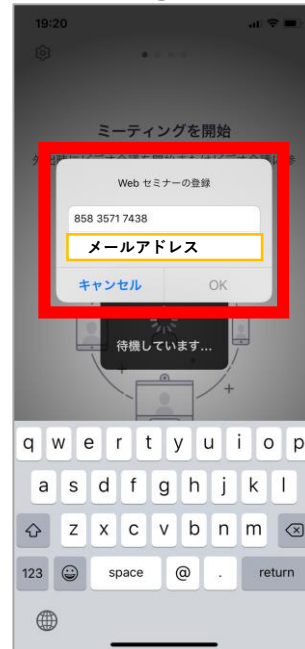 19:20
ミーティングを開始
Web セミナーの登録
858 3571 7438
メールアドレス
キャンセル
OK
待機しています...
q w e r t y u i o p
a s d f g h j k l
z x c v b n m
123 space @ . return